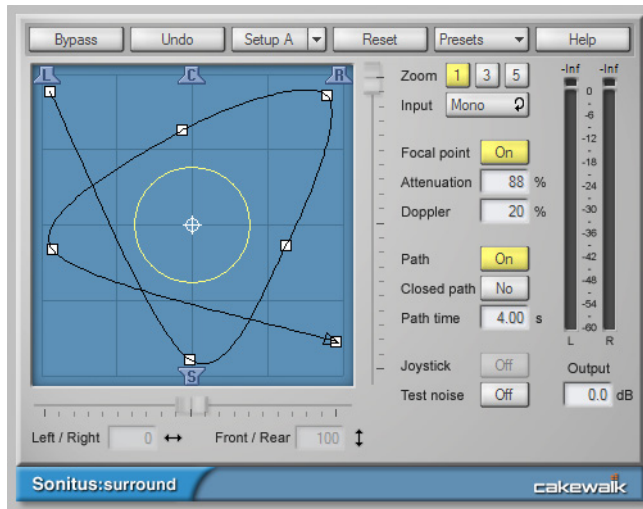 Bypass Undo Setup A Reset Presets Help
L C R
S
Zoom 1 3 5
Input Mono
Focal point On
Attenuation 88 %
Doppler 20 %
Path On
Closed path No
Path time 4.00 s
Joystick Off
Test noise Off
-Inf -Inf
0
-6
-12
-18
-24
-30
-36
-42
-48
-54
-60
L R
Output
0.0 dB
Left / Right 0 Front / Rear 100
Sonitus:surround cakewalk